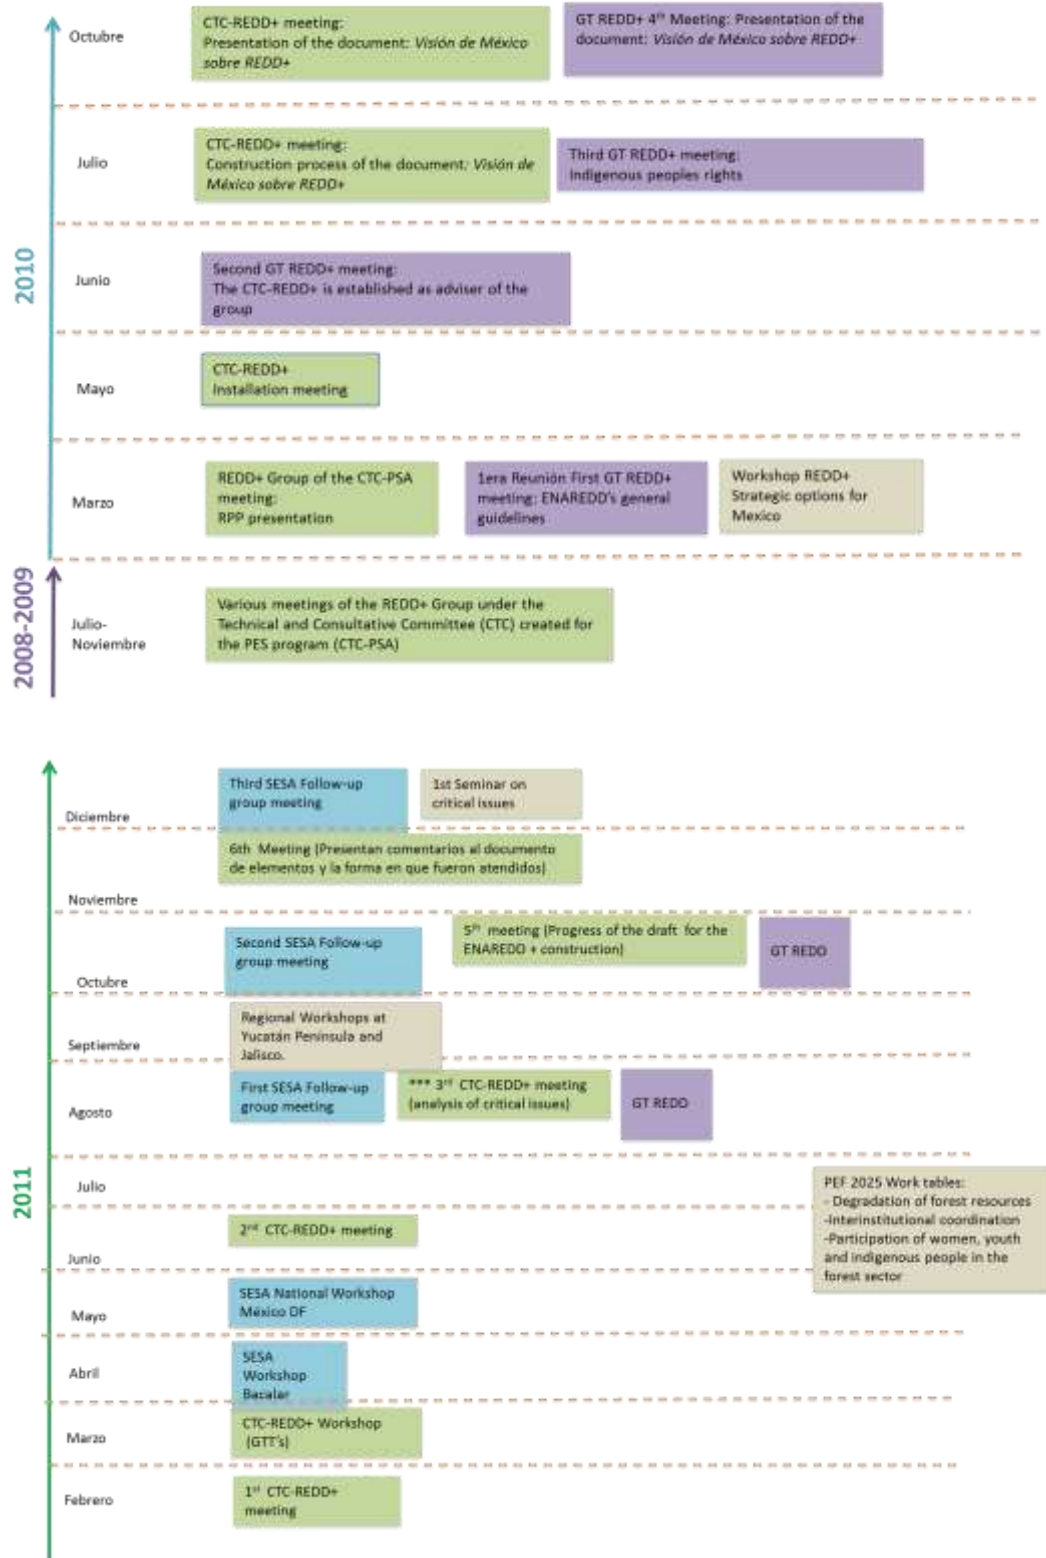 Octubre
CTC-REDD+ meeting:
Presentation of the document: Visión de México
sobre REDD+
GT REDD+ 4th Meeting: Presentation of the
document: Visión de México sobre REDD+
Julio
CTC-REDD+ meeting:
Construction process of the document: Visión de
México sobre REDD+
Third GT REDD+ meeting:
Indigenous peoples rights
2010
Junio
Second GT REDD+ meeting:
The CTC-REDD+ is established as adviser of the
group
Mayo
CTC-REDD+
Installation meeting
Marzo
REDD+ Group of the CTC-PSA
meeting:
RPP presentation
1era Reunión First GT REDD+
meeting: ENAREDD's general
guidelines
Workshop REDD+
Strategic options for
Mexico
2008-2009
Julio-
Noviembre
Various meetings of the REDD+ Group under the
Technical and Consultative Committee (CTC) created for
the PES program (CTC-PSA)
Diciembre
Third SESA Follow-up
group meeting
1st Seminar on
critical issues
6th Meeting (Presentan comentarios al documento
de elementos y la forma en que fueron atendidos)
Noviembre
Octubre
Second SESA Follow-up
group meeting
5th meeting (Progress of the draft for the
ENAREDD + construction)
GT REDD
Septiembre
Regional Workshops at
Yucatán Peninsula and
Jalisco.
Agosto
First SESA Follow-up
group meeting
*** 3rd CTC-REDD+ meeting
(analysis of critical issues)
GT REDD
2011
Julio
PEF 2025 Work tables:
- Degradation of forest resources
-Interinstitutional coordination
-Participation of women, youth
and indigenous people in the
forest sector
Junio
2nd CTC-REDD+ meeting
Mayo
SESA National Workshop
México DF
Abril
SESA
Workshop
Bacalar
Marzo
CTC-REDD+ Workshop
(GTT's)
Febrero
1st CTC-REDD+
meeting